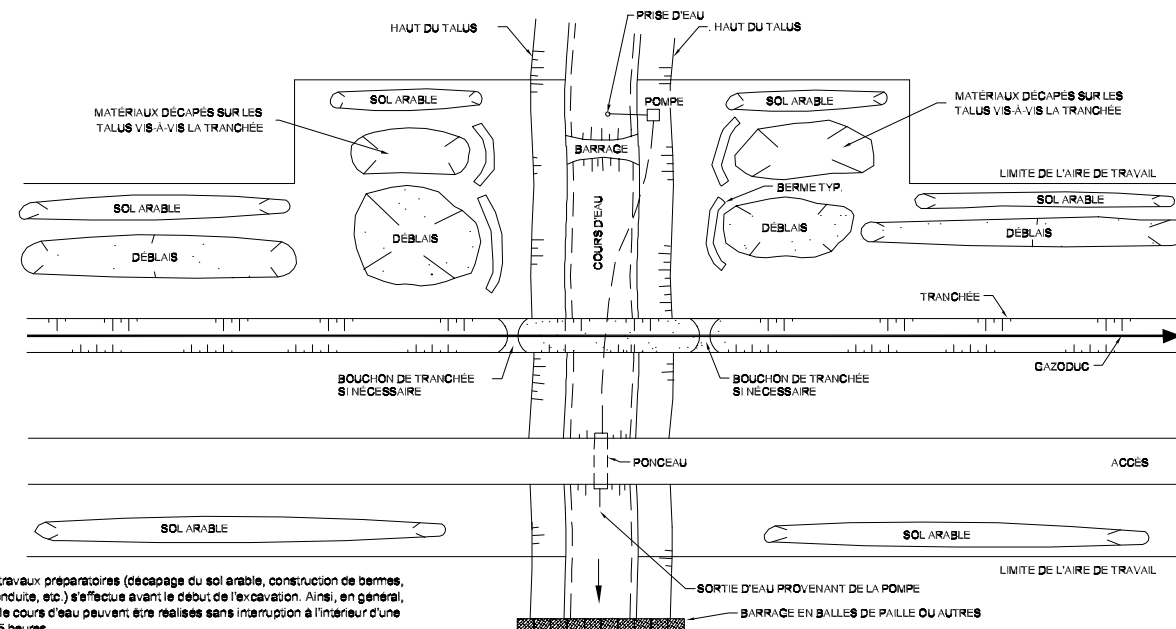 PRISE D'EAU
HAUT DU TALUS
HAUT DU TALUS
SOL ARABLE
POMPE
SOL ARABLE
MATÉRIAUX DÉCAPÉS SUR LES
TALUS VIS-À-VIS LA TRANCHÉE
MATÉRIAUX DÉCAPÉS SUR LES
TALUS VIS-À-VIS LA TRANCHÉE
BARRAGE
LIMITE DE L'AIRE DE TRAVAIL
BERME TYP.
SOL ARABLE
SOL ARABLE
COURS D'EAU
DÉBLAIS
DÉBLAIS
DÉBLAIS
DÉBLAIS
TRANCHÉE
GAZODUC
BOUCHON DE TRANCHÉE
SI NÉCESSAIRE
BOUCHON DE TRANCHÉE
SI NÉCESSAIRE
PONCEAU
ACCÈS
SOL ARABLE
SOL ARABLE
LIMITE DE L'AIRE DE TRAVAIL
travaux préparatoires (décapage du sol arable, construction de bermes,
onduite, etc.) s'effectue avant le début de l'excavation. Ainsi, en général,
le cours d'eau peuvent être réalisés sans interruption à l'intérieur d'une
heures
SORTIE D'EAU PROVENANT DE LA POMPE
BARRAGE EN BALLES DE PAILLE OU AUTRES